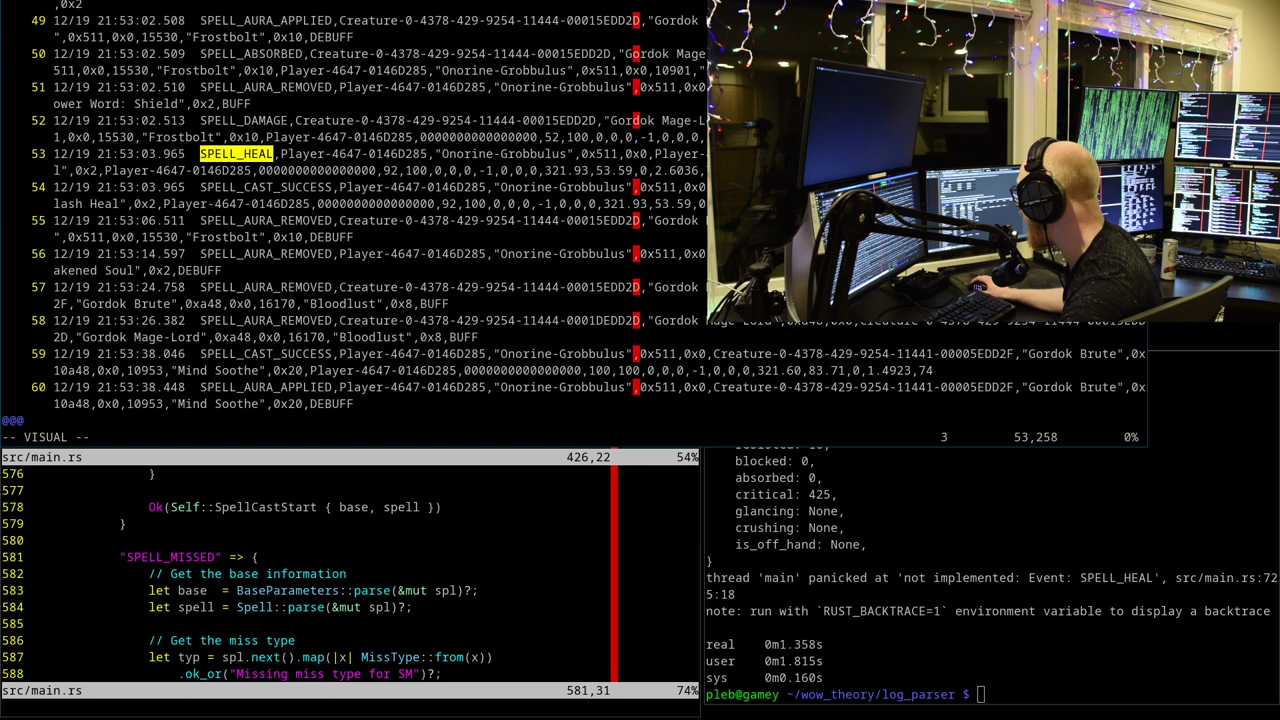 ,0x2
49 12/19 21:53:02.508  SPELL_AURA_APPLIED,Creature-0-4378-429-9254-11444-00015EDD2D,"Gordok
",0x511,0x0,15530,"Frostbolt",0x10,DEBUFF
50 12/19 21:53:02.509  SPELL_ABSORBED,Creature-0-4378-429-9254-11444-00015EDD2D,"Gordok Mage
511,0x0,15530,"Frostbolt",0x10,Player-4647-0146D285,"Onorine-Grobbulus",0x511,0x0,10901,"
51 12/19 21:53:02.510  SPELL_AURA_REMOVED,Player-4647-0146D285,"Onorine-Grobbulus",0x511,0x0
ower Word: Shield",0x2,BUFF
52 12/19 21:53:02.513  SPELL_DAMAGE,Creature-0-4378-429-9254-11444-00015EDD2D,"Gordok Mage-L
1,0x0,15530,"Frostbolt",0x10,Player-4647-0146D285,0000000000000000,52,100,0,0,0,-1,0,0,0,
53 12/19 21:53:03.965  SPELL_HEAL,Player-4647-0146D285,"Onorine-Grobbulus",0x511,0x0,Player-
l",0x2,Player-4647-0146D285,0000000000000000,92,100,0,0,0,-1,0,0,0,321.93,53.59,0,2.6036,
54 12/19 21:53:03.965  SPELL_CAST_SUCCESS,Player-4647-0146D285,"Onorine-Grobbulus",0x511,0x0
lash Heal",0x2,Player-4647-0146D285,0000000000000000,92,100,0,0,0,-1,0,0,0,321.93,53.59,0
55 12/19 21:53:06.511  SPELL_AURA_REMOVED,Creature-0-4378-429-9254-11444-00015EDD2D,"Gordok
",0x511,0x0,15530,"Frostbolt",0x10,DEBUFF
56 12/19 21:53:14.597  SPELL_AURA_REMOVED,Player-4647-0146D285,"Onorine-Grobbulus",0x511,0x0
akened Soul",0x2,DEBUFF
57 12/19 21:53:24.758  SPELL_AURA_REMOVED,Creature-0-4378-429-9254-11444-00015EDD2D,"Gordok
2F,"Gordok Brute",0xa48,0x0,16170,"Bloodlust",0x8,BUFF
58 12/19 21:53:26.382  SPELL_AURA_REMOVED,Creature-0-4378-429-9254-11444-0001DEDD2D,"Gordok Mage-Lord",0xa48,0x0,Creature-0-4378-429-9254-11444-0001DEDD
2D,"Gordok Mage-Lord",0xa48,0x0,16170,"Bloodlust",0x8,BUFF
59 12/19 21:53:38.046  SPELL_CAST_SUCCESS,Player-4647-0146D285,"Onorine-Grobbulus",0x511,0x0,Creature-0-4378-429-9254-11441-00005EDD2F,"Gordok Brute",0x
10a48,0x0,10953,"Mind Soothe",0x20,Player-4647-0146D285,0000000000000000,100,100,0,0,0,-1,0,0,0,321.60,83.71,0,1.4923,74
60 12/19 21:53:38.448  SPELL_AURA_APPLIED,Player-4647-0146D285,"Onorine-Grobbulus",0x511,0x0,Creature-0-4378-429-9254-11441-00005EDD2F,"Gordok Brute",0x
10a48,0x0,10953,"Mind Soothe",0x20,DEBUFF
@@@
-- VISUAL -- 3 53,258 0%
src/main.rs 426,22 54%
576 }
577
578 Ok(Self::SpellCastStart { base, spell })
579 }
580
581 "SPELL_MISSED" => {
582 // Get the base information
583 let base  = BaseParameters::parse(&mut spl)?;
584 let spell = Spell::parse(&mut spl)?;
585
586 // Get the miss type
587 let typ = spl.next().map(|x| MissType::from(x))
588 .ok_or("Missing miss type for SM")?;
src/main.rs 581,31 74%
blocked: 0,
absorbed: 0,
critical: 425,
glancing: None,
crushing: None,
is_off_hand: None,
}
thread 'main' panicked at 'not implemented: Event: SPELL_HEAL', src/main.rs:72
5:18
note: run with `RUST_BACKTRACE=1` environment variable to display a backtrace
real    0m1.358s
user    0m1.815s
sys     0m0.160s
pleb@gamey ~/wow_theory/log_parser $